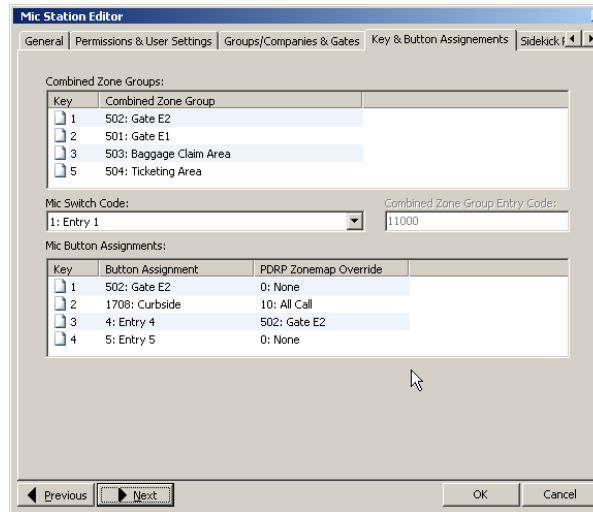 Mic Station Editor
General Permissions & User Settings Groups/Companies & Gates Key & Button Assignements Sidekick
Combined Zone Groups:
Key Combined Zone Group
1 502: Gate E2
2 501: Gate E1
3 503: Baggage Claim Area
5 504: Ticketing Area
Mic Switch Code: Combined Zone Group Entry Code:
1: Entry 1 11000
Mic Button Assignments:
Key Button Assignment PDRP Zonemap Override
1 502: Gate E2 0: None
2 1708: Curbside 10: All Call
3 4: Entry 4 502: Gate E2
4 5: Entry 5 0: None
Previous Next OK Cancel